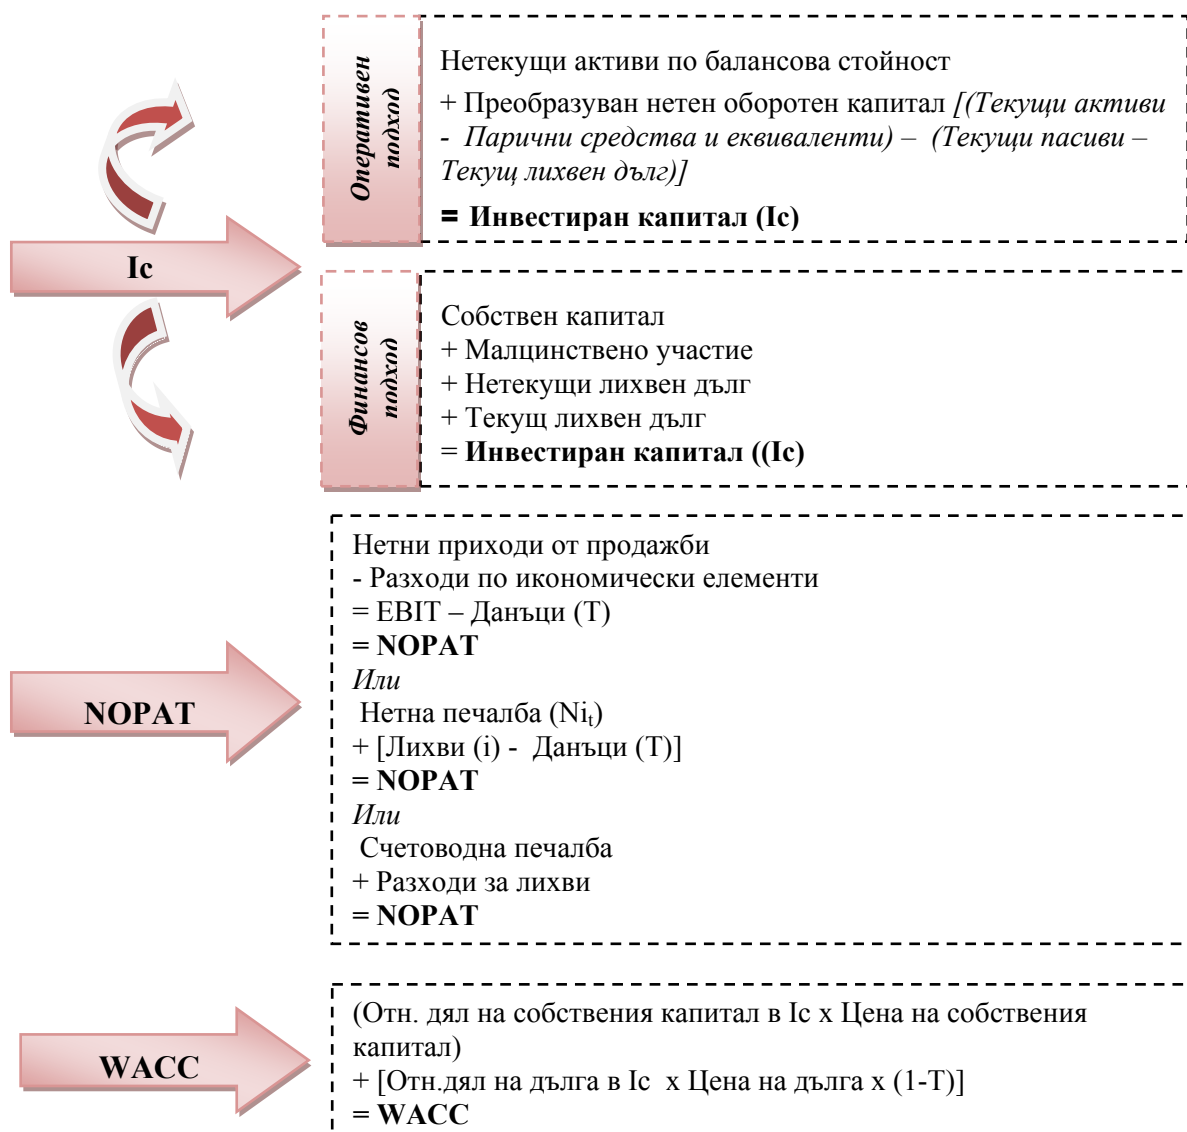 Оперативен
подход
Нетекущи активи по балансова стойност
+ Преобразуван нетен оборотен капитал [(Текущи активи
- Парични средства и еквиваленти) – (Текущи пасиви –
Текущ лихвен дълг)]
= Инвестиран капитал (Ic)
Ic
Финансов
подход
Собствен капитал
+ Малцинствено участие
+ Нетекущи лихвен дълг
+ Текущ лихвен дълг
= Инвестиран капитал ((Ic)
NOPAT
Нетни приходи от продажби
- Разходи по икономически елементи
= EBIT – Данъци (T)
= NOPAT
Или
Нетна печалба (Niₜ)
+ [Лихви (i) - Данъци (T)]
= NOPAT
Или
Счетоводна печалба
+ Разходи за лихви
= NOPAT
WACC
(Отн. дял на собствения капитал в Ic x Цена на собствения
капитал)
+ [Отн.дял на дълга в Ic x Цена на дълга x (1-T)]
= WACC